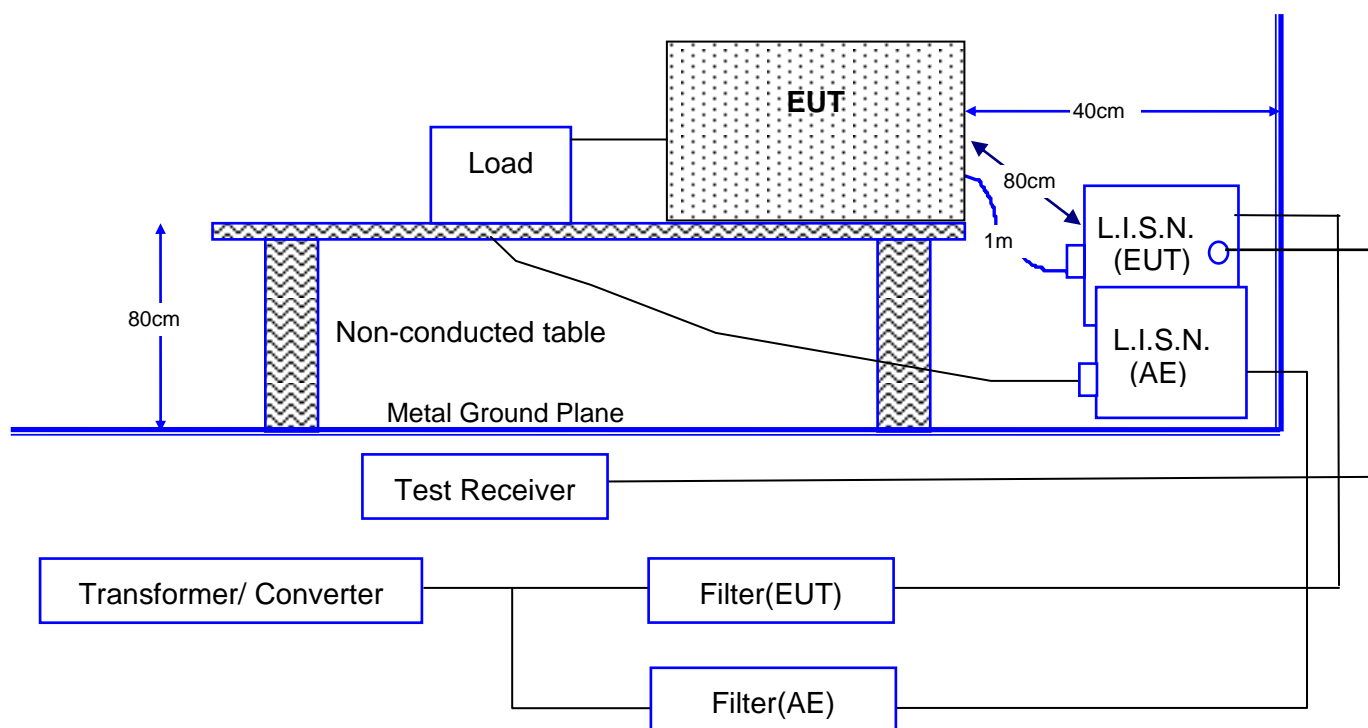 EUT
40cm
Load
80cm
L.I.S.N.
(EUT)
1m
80cm
Non-conducted table
L.I.S.N.
(AE)
Metal Ground Plane
Test Receiver
Transformer/ Converter
Filter(EUT)
Filter(AE)